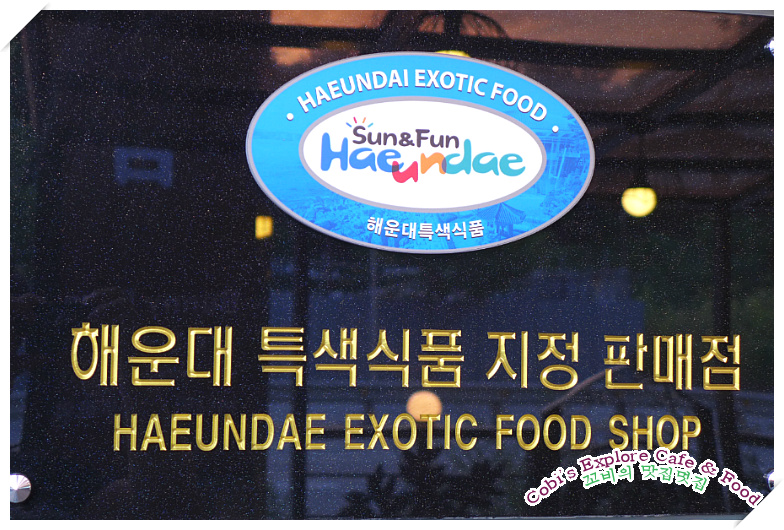 HAEUNDAI EXOTIC FOOD
Sun&Fun
Haeundae
해운대특색식품
해운대 특색식품 지정 판매점
HAEUNDAE EXOTIC FOOD SHOP
Cobi's Explore Cafe & Food
꼬비의 맛집멋집